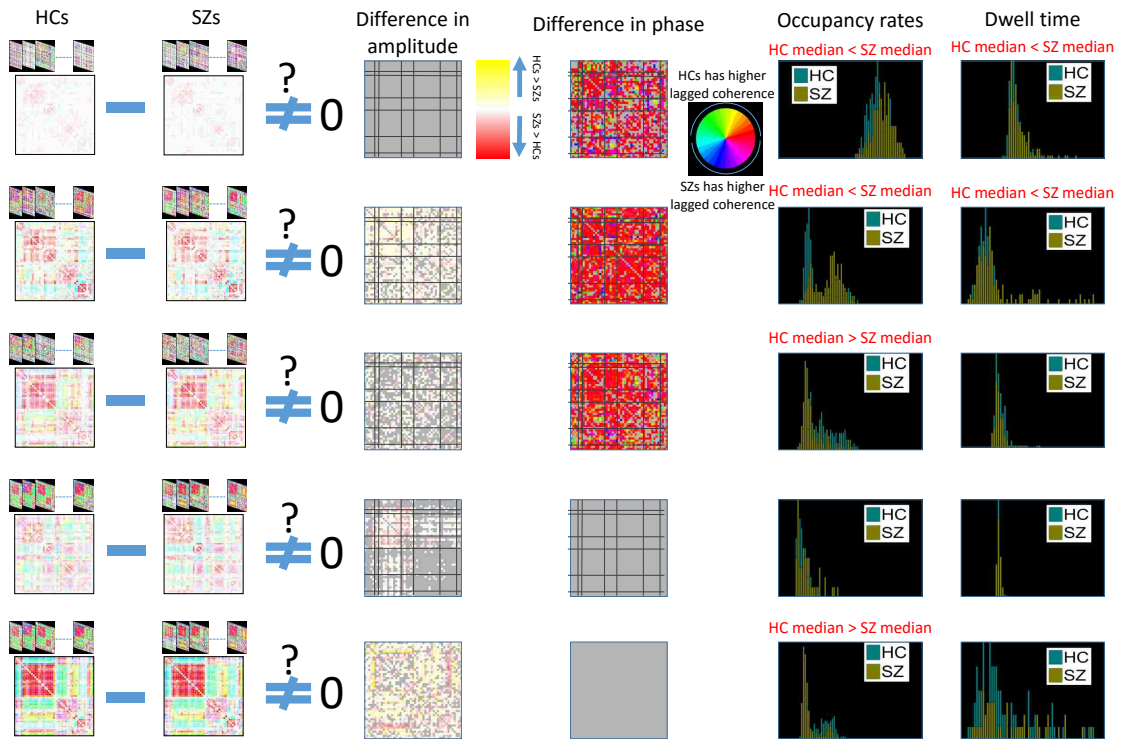 HCs
SZs
Difference in
amplitude
Difference in phase
Occupancy rates
Dwell time
HC median < SZ median
HC median < SZ median
?
≠ 0
HCs > SZs
SZs > HCs
HCs has higher
lagged coherence
SZs has higher
lagged coherence
HC
SZ
HC
SZ
HC median < SZ median
HC median < SZ median
?
≠ 0
HC
SZ
HC
SZ
HC median > SZ median
?
≠ 0
HC
SZ
HC
SZ
?
≠ 0
HC
SZ
HC
SZ
HC median > SZ median
?
≠ 0
HC
SZ
HC
SZ